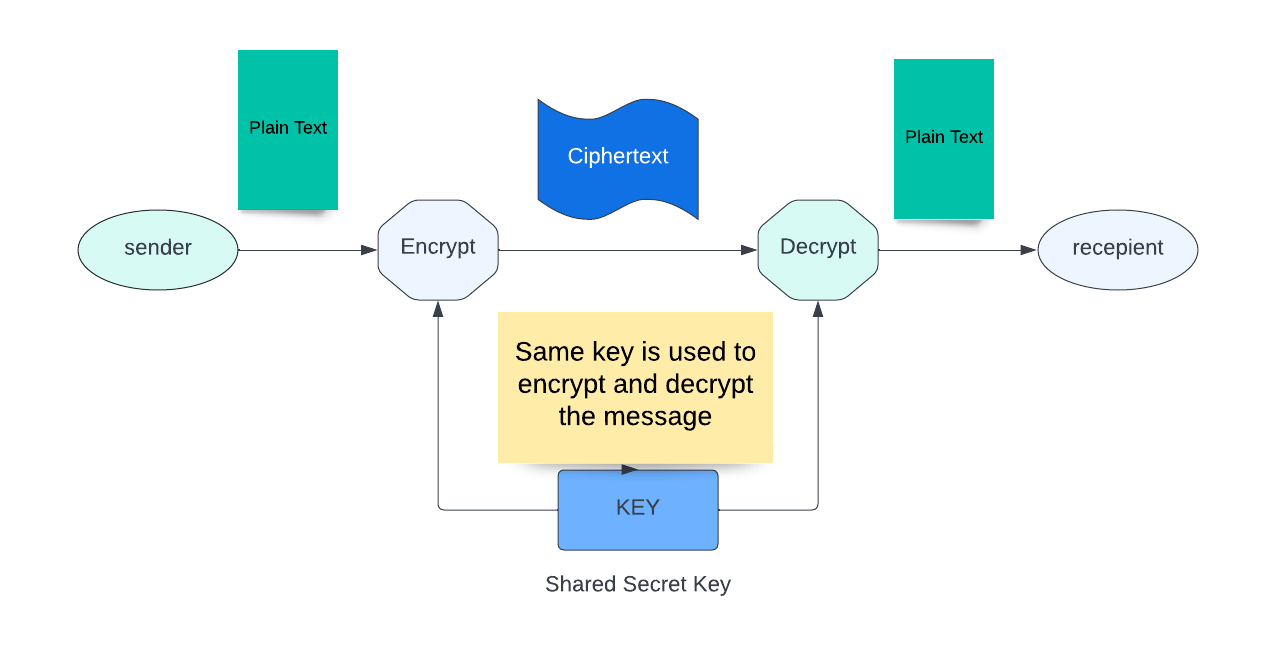 Plain Text
Ciphertext
Plain Text
sender
Encrypt
Decrypt
recepient
Same key is used to
encrypt and decrypt
the message
KEY
Shared Secret Key